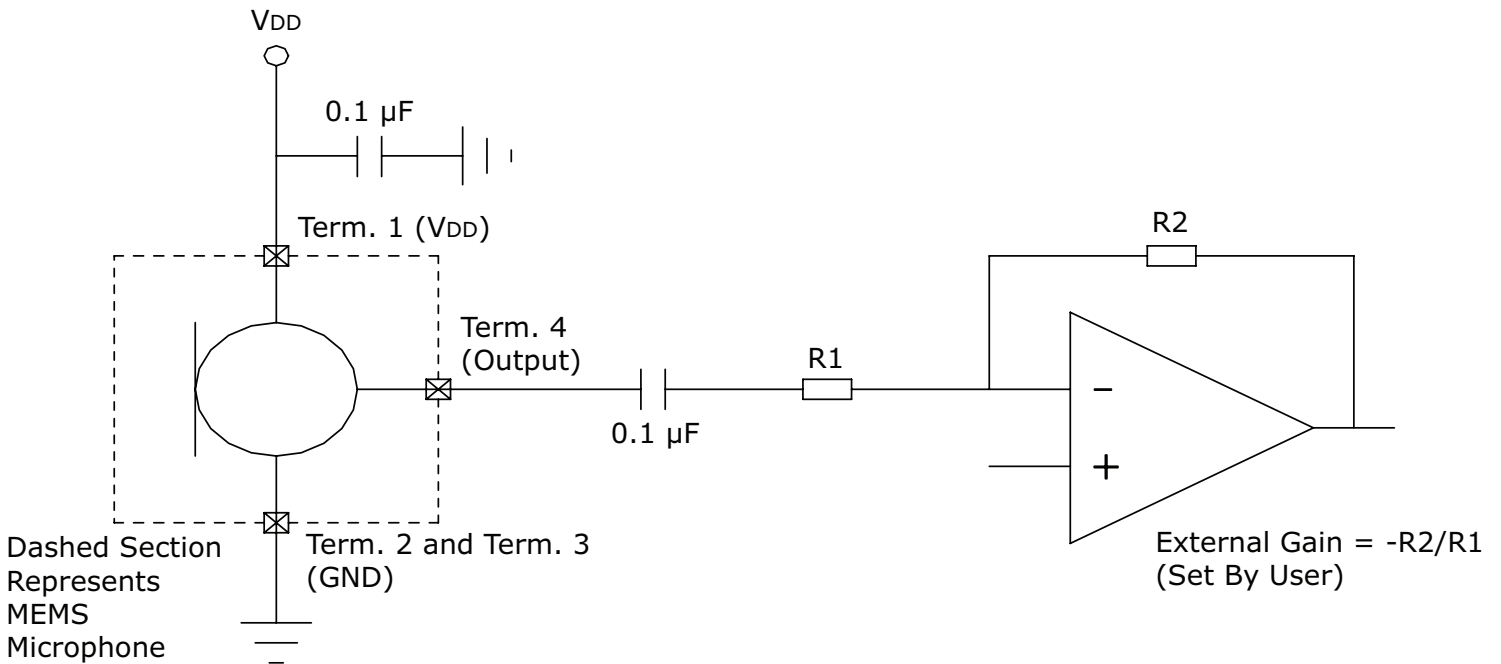 VDD
0.1 µF
Term. 1 (VDD)
R2
Term. 4
(Output)
R1
0.1 µF
−
+
Term. 2 and Term. 3
(GND)
Dashed Section
Represents
MEMS
Microphone
External Gain = -R2/R1
(Set By User)